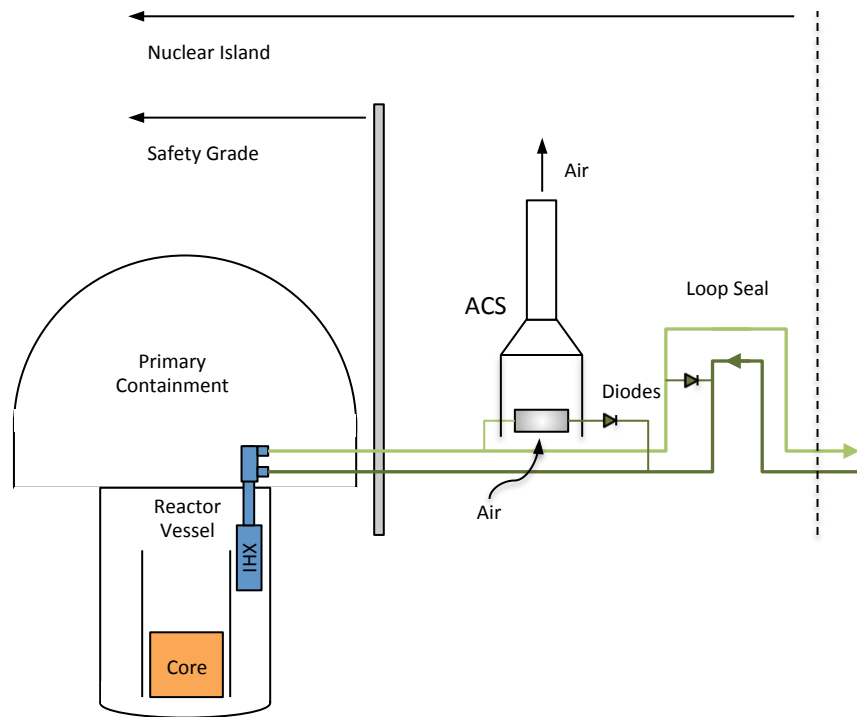 Nuclear Island
Safety Grade
Air
ACS
Loop Seal
Primary
Containment
Diodes
Air
Reactor
Vessel
IHX
Core